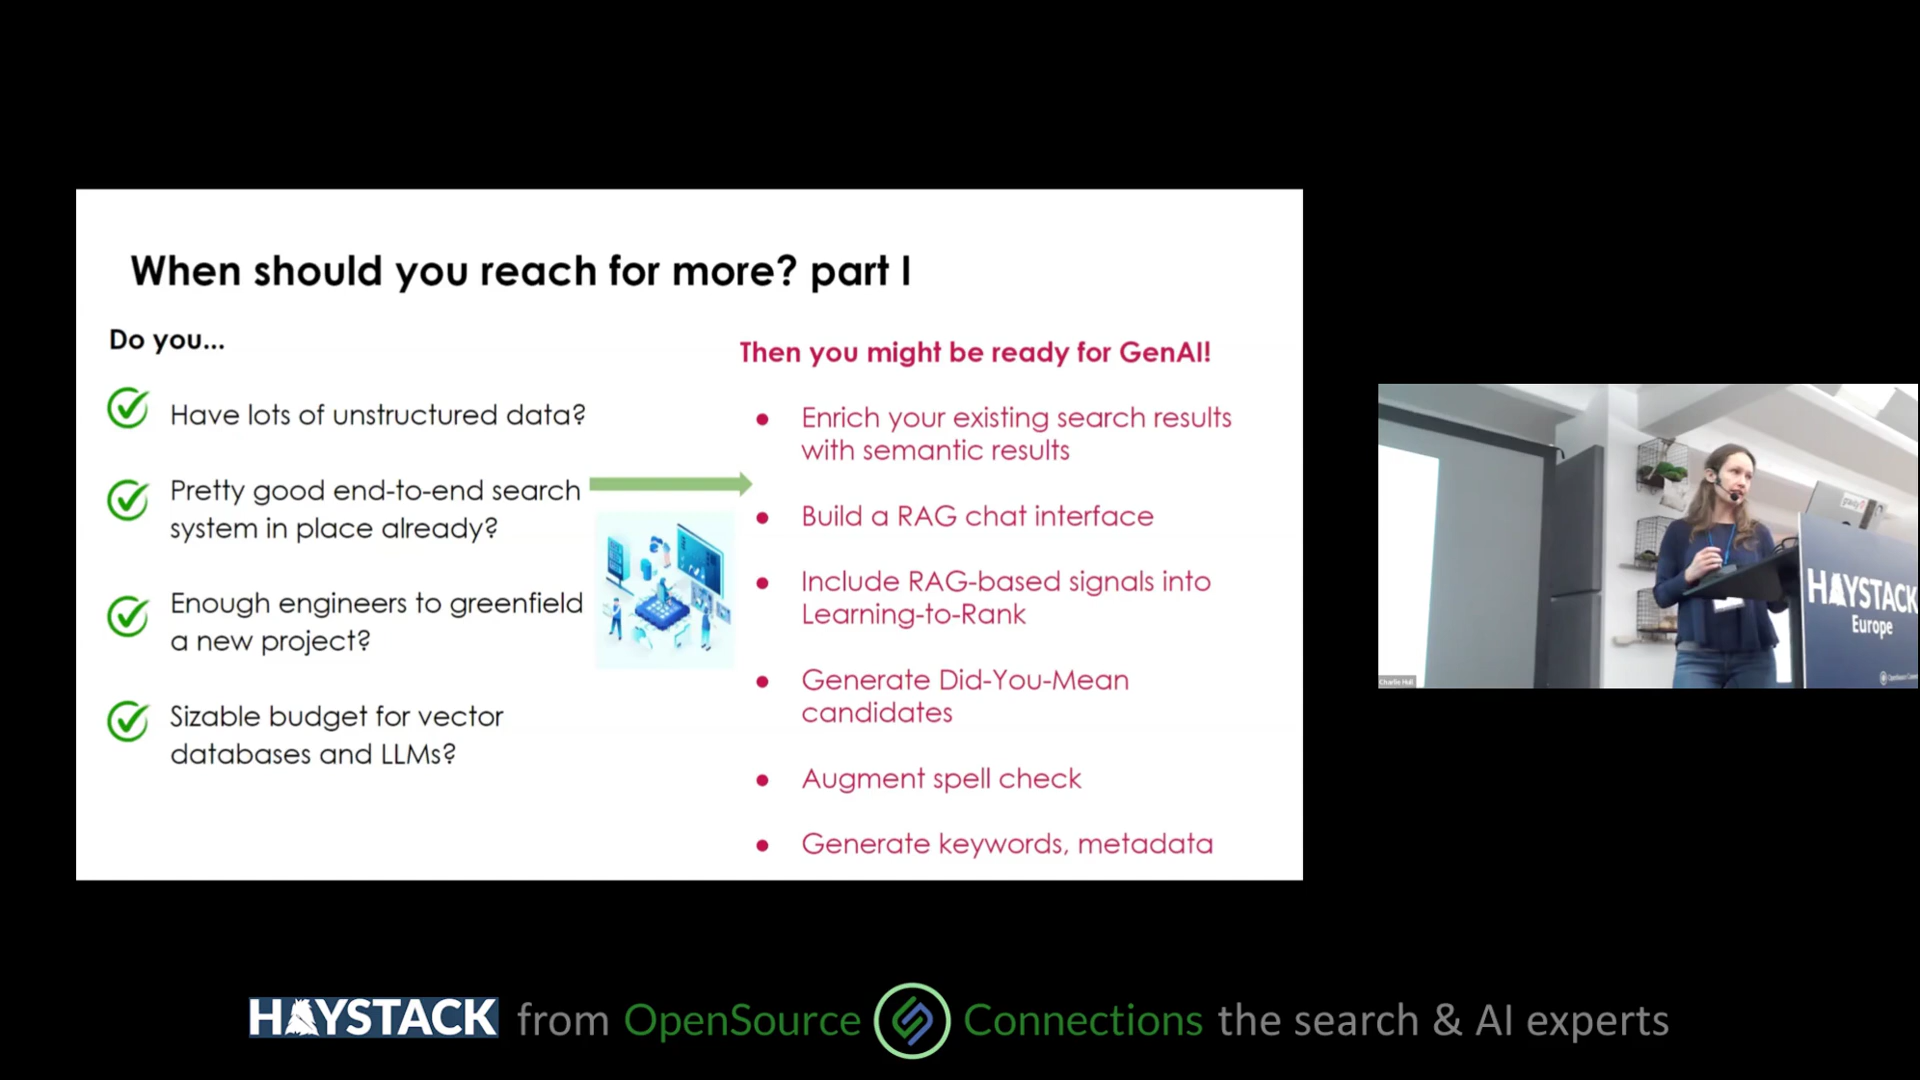 When should you reach for more? part I
Do you...
Have lots of unstructured data?
Pretty good end-to-end search
system in place already?
Enough engineers to greenfield
a new project?
Sizable budget for vector
databases and LLMs?
Then you might be ready for GenAI!
● Enrich your existing search results
with semantic results
● Build a RAG chat interface
● Include RAG-based signals into
Learning-to-Rank
● Generate Did-You-Mean
candidates
● Augment spell check
● Generate keywords, metadata
HAYSTACK
Europe
Charlie Hull
HAYSTACK from OpenSource Connections the search & AI experts